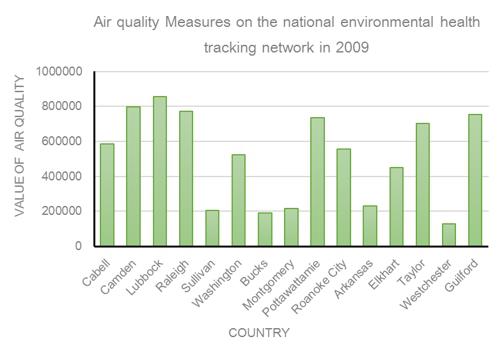 Air quality Measures on the national environmental health
tracking network in 2009
VALUE OF AIR QUALITY
1000000
800000
600000
400000
200000
0
Cabell
Camden
Lubbock
Raleigh
Sullivan
Washington
Bucks
Montgomery
Pottawattamie
Roanoke City
Arkansas
Elkhart
Taylor
Westchester
Guilford
COUNTRY